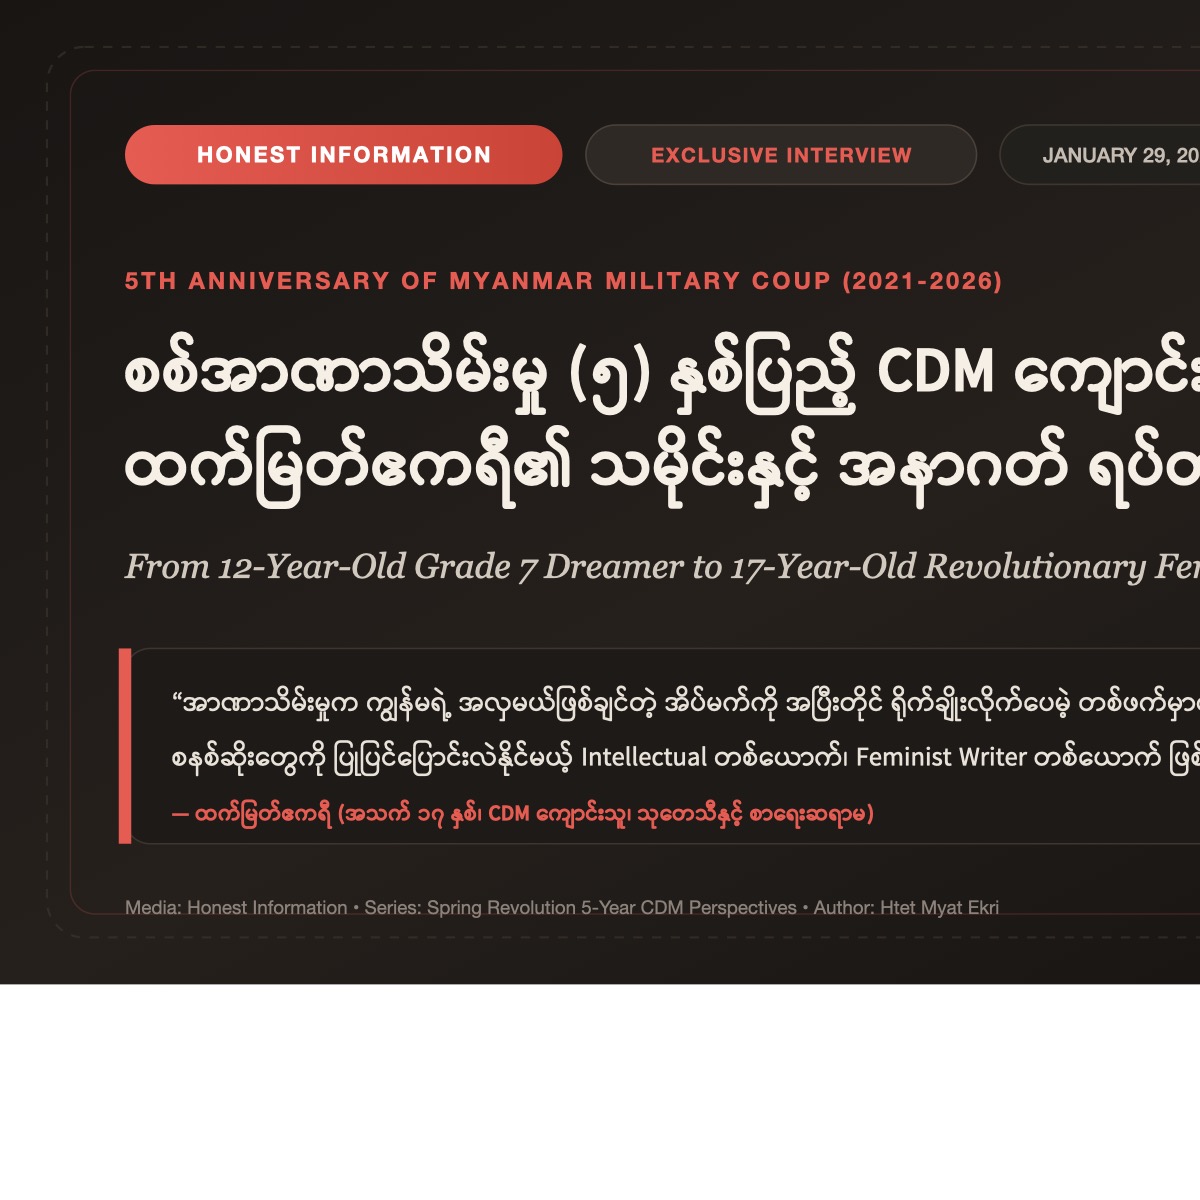 HONEST INFORMATION
EXCLUSIVE INTERVIEW
JANUARY 29, 20
5TH ANNIVERSARY OF MYANMAR MILITARY COUP (2021-2026)
စစ်အာဏာသိမ်းမှု (၅) နှစ်ပြည့် CDM ကျောင်း
ထက်မြတ်ဧကရီ၏ သမိုင်းနှင့် အနာဂတ်
From 12-Year-Old Grade 7 Dreamer to 17-Year-Old Revolutionary
“အာဏာသိမ်းမှုက ကျွန်မရဲ့ အလှမယ်ဖြစ်ချင်တဲ့ အိပ်မက်ကို အပြီးတိုင် ရိုက်ချိုးလိုက်ပေမဲ့ တစ်ဖက်မှာ
စနစ်ဆိုးတွေကို ပြုပြင်ပြောင်းလဲနိုင်မယ့် Intellectual တစ်ယောက်၊ Feminist Writer တစ်ယောက်
— ထက်မြတ်ဧကရီ (အသက် ၁၇ နှစ်၊ CDM ကျောင်းသူ၊ သုတေသီနှင့် စာရေးဆရာမ)
Media: Honest Information • Series: Spring Revolution 5-Year CDM Perspectives • Author: Htet Myat Ekri